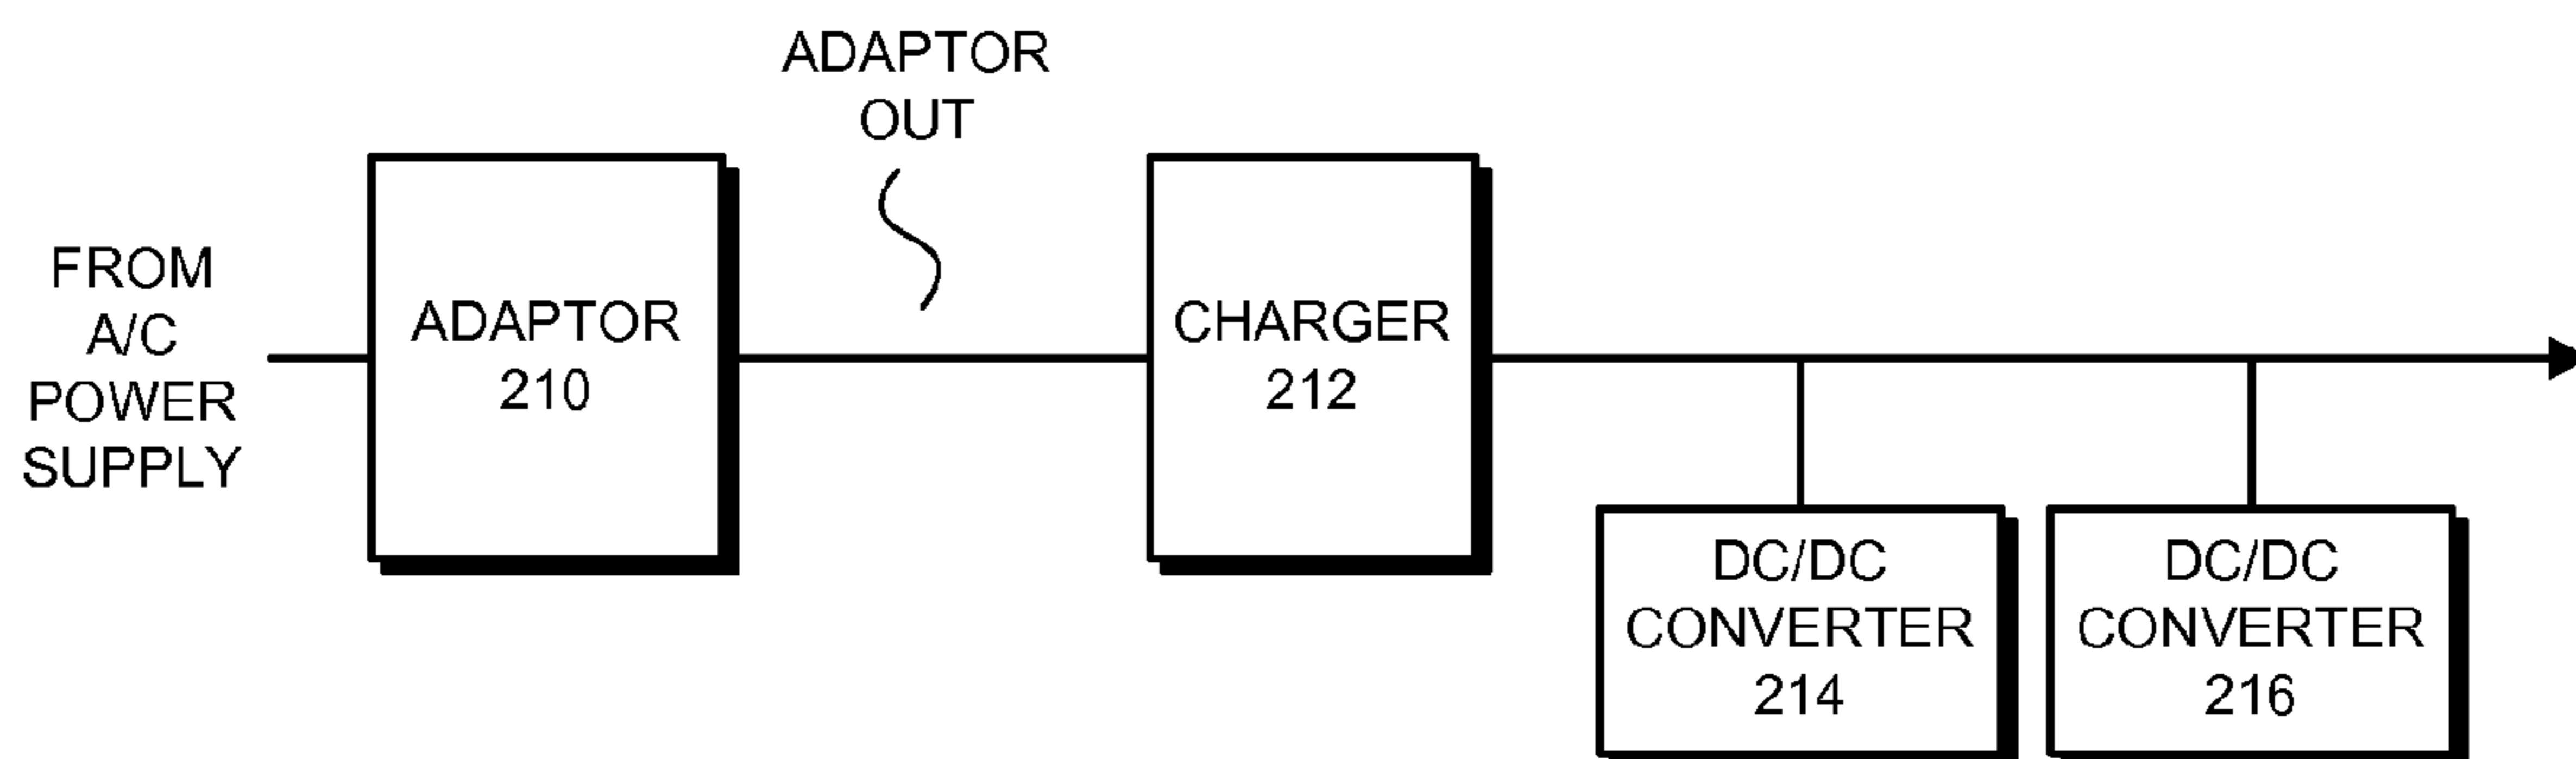 ADAPTOR
OUT
FROM
A/C
POWER
SUPPLY
ADAPTOR
210
CHARGER
212
DC/DC
CONVERTER
214
DC/DC
CONVERTER
216